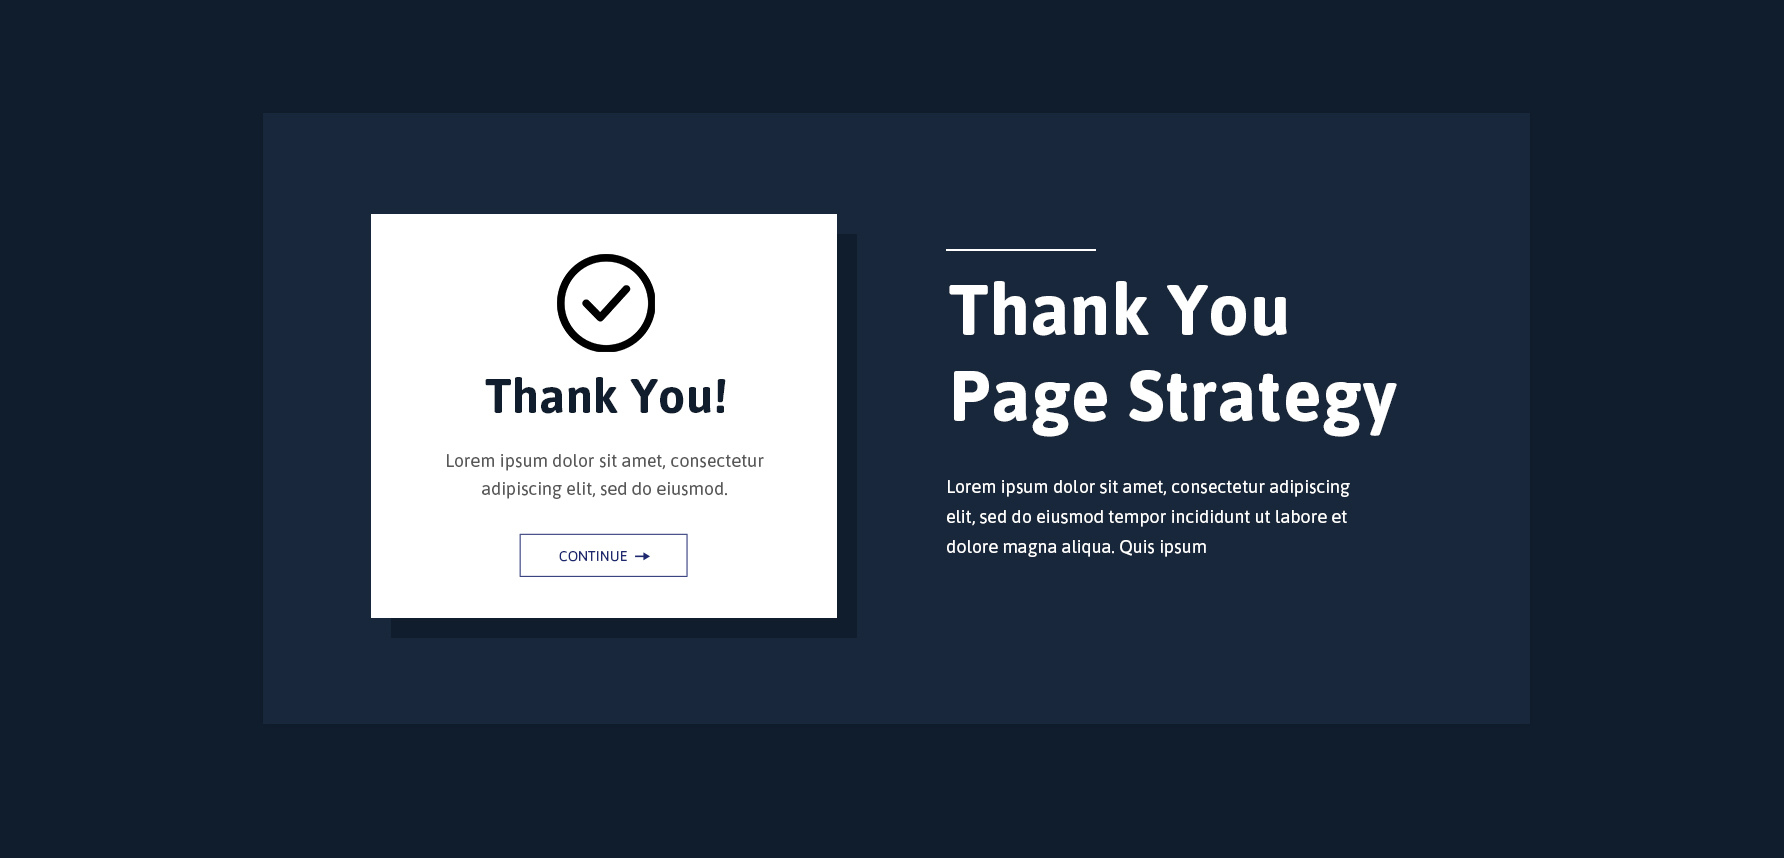 Thank You!
Lorem ipsum dolor sit amet, consectetur
adipiscing elit, sed do eiusmod.
CONTINUE
Thank You
Page Strategy
Lorem ipsum dolor sit amet, consectetur adipiscing
elit, sed do eiusmod tempor incididunt ut labore et
dolore magna aliqua. Quis ipsum